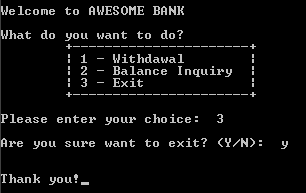 Welcome to AWESOME BANK
What do you want to do?
1 - Withdawal
2 - Balance Inquiry
3 - Exit
Please enter your choice: 3
Are you sure want to exit? (Y/N): y
Thank you!